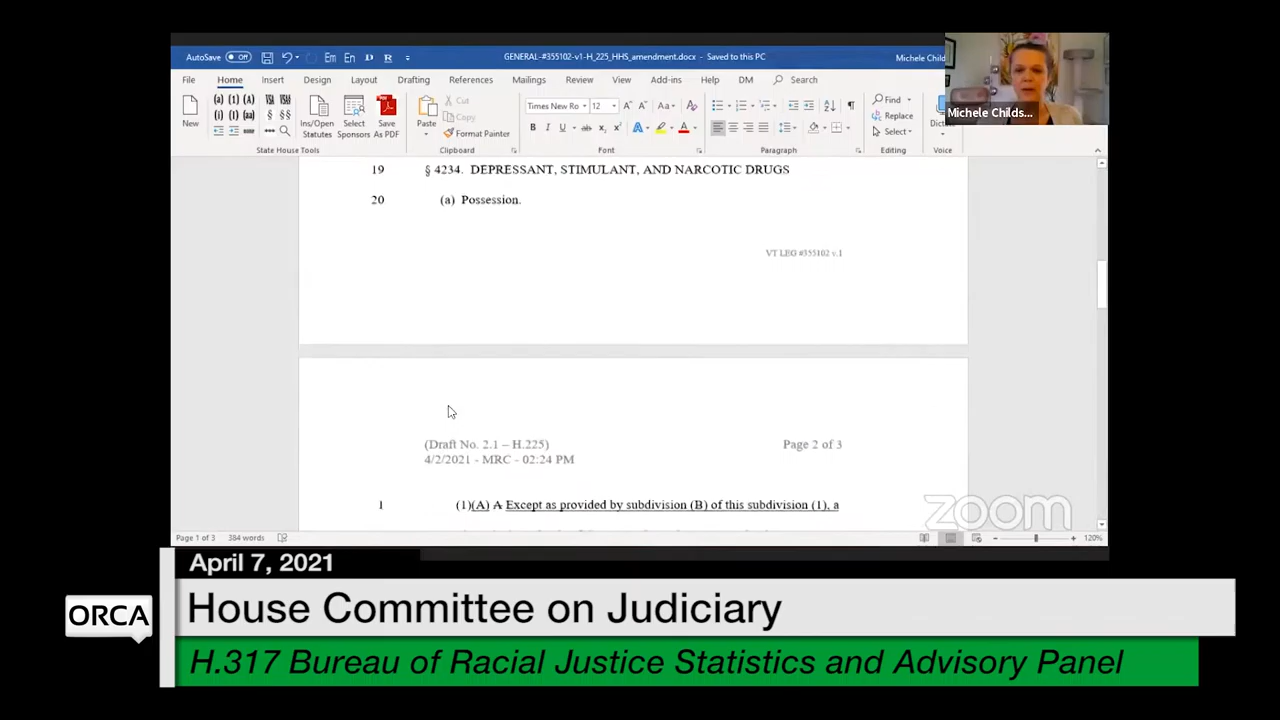 AutoSave Off Em En D R GENERAL-#355102-v1-H_225_HHS_amendment.docx - Saved to this PC Michele Child
File Home Insert Design Layout Drafting References Mailings Review View Add-ins Help DM Search
New Ins/Open Statutes Select Sponsors Save As PDF Paste Cut Copy Format Painter Times New Ro 12 Find Replace Select Dicta
State House Tools Clipboard Font Paragraph Editing Voice
Michele Childs...
19 § 4234. DEPRESSANT, STIMULANT, AND NARCOTIC DRUGS
20 (a) Possession.
VT LEG #355102 v.1
(Draft No. 2.1 – H.225) Page 2 of 3
4/2/2021 - MRC - 02:24 PM
1 (1)(A) A Except as provided by subdivision (B) of this subdivision (1), a
zoom
Page 1 of 3 384 words 120%
April 7, 2021
ORCA
House Committee on Judiciary
H.317 Bureau of Racial Justice Statistics and Advisory Panel